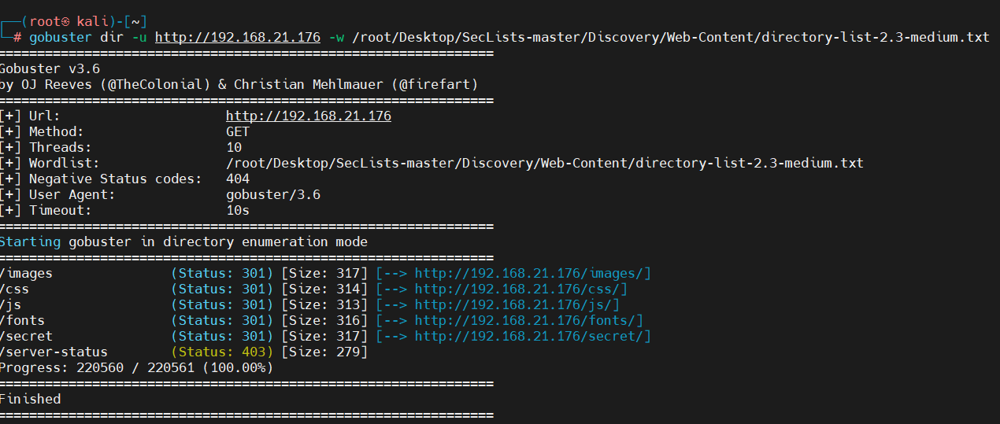 ┌──(root㉿ kali)-[~]
└─# gobuster dir -u http://192.168.21.176 -w /root/Desktop/SecLists-master/Discovery/Web-Content/directory-list-2.3-medium.txt
===============================================================
Gobuster v3.6
by OJ Reeves (@TheColonial) & Christian Mehlmauer (@firefart)
===============================================================
[+] Url:                     http://192.168.21.176
[+] Method:                  GET
[+] Threads:                 10
[+] Wordlist:                /root/Desktop/SecLists-master/Discovery/Web-Content/directory-list-2.3-medium.txt
[+] Negative Status codes:   404
[+] User Agent:              gobuster/3.6
[+] Timeout:                 10s
===============================================================
Starting gobuster in directory enumeration mode
===============================================================
/images               (Status: 301) [Size: 317] [--> http://192.168.21.176/images/]
/css                  (Status: 301) [Size: 314] [--> http://192.168.21.176/css/]
/js                   (Status: 301) [Size: 313] [--> http://192.168.21.176/js/]
/fonts                (Status: 301) [Size: 316] [--> http://192.168.21.176/fonts/]
/secret               (Status: 301) [Size: 317] [--> http://192.168.21.176/secret/]
/server-status        (Status: 403) [Size: 279]
Progress: 220560 / 220561 (100.00%)
===============================================================
Finished
===============================================================